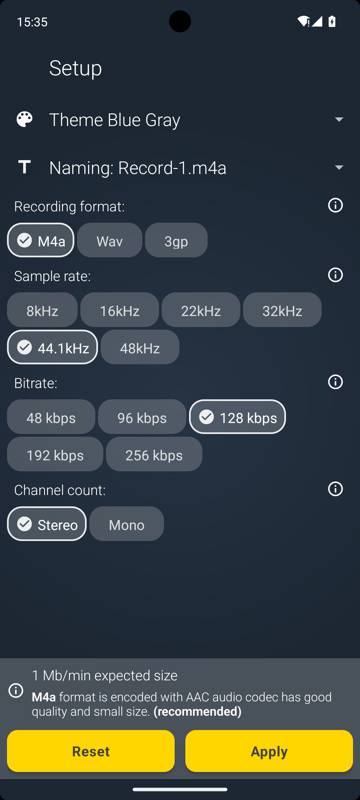 15:35
Setup
Theme Blue Gray
Naming: Record-1.m4a
Recording format:
M4a Wav 3gp
Sample rate:
8kHz 16kHz 22kHz 32kHz
44.1kHz 48kHz
Bitrate:
48 kbps 96 kbps 128 kbps
192 kbps 256 kbps
Channel count:
Stereo Mono
1 Mb/min expected size
M4a format is encoded with AAC audio codec has good
quality and small size. (recommended)
Reset Apply